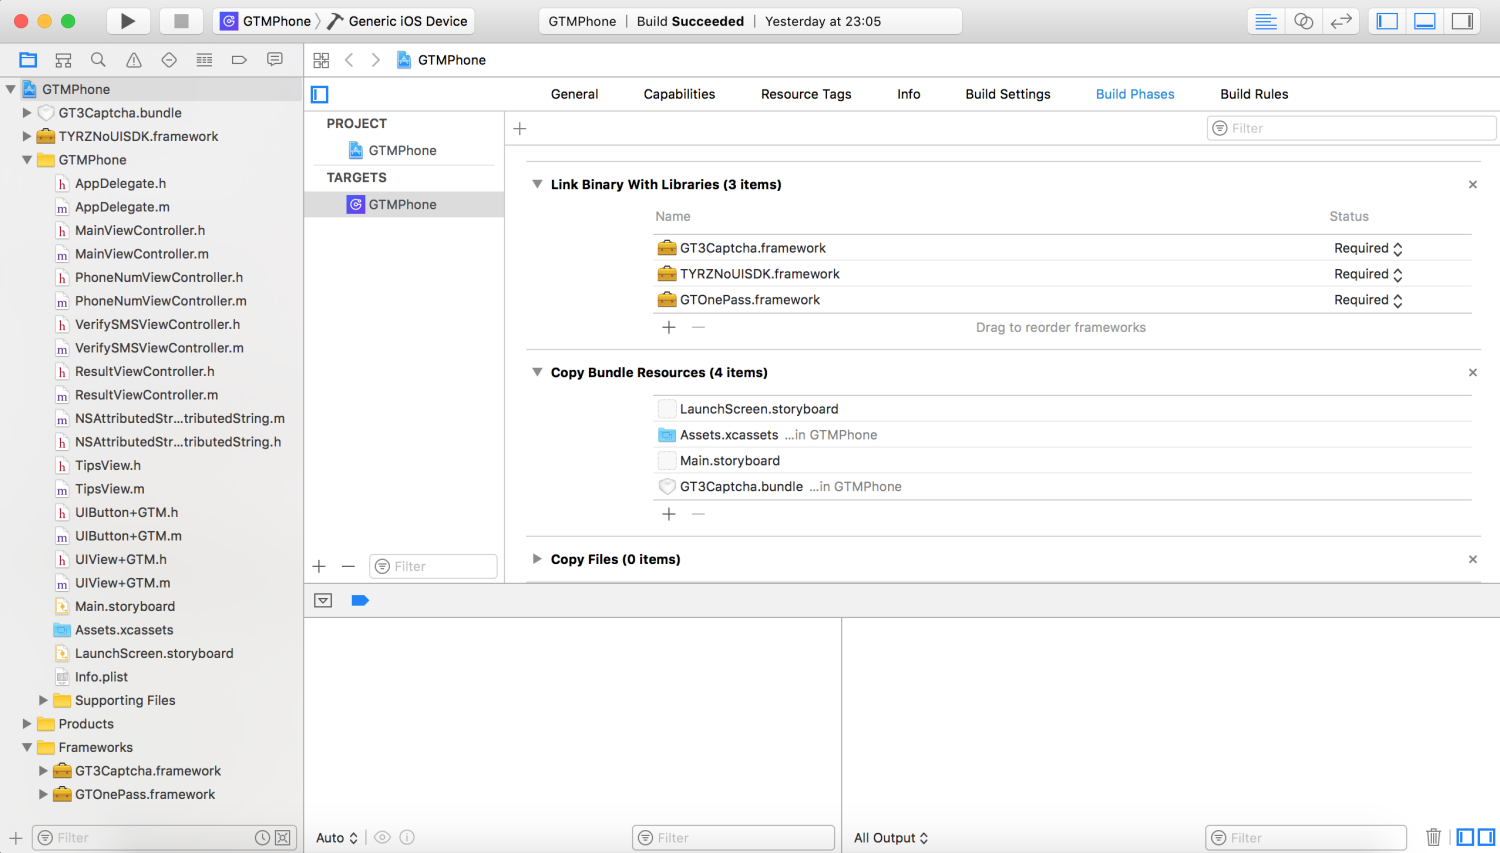 GTMPhone Generic iOS Device
GTMPhone Build Succeeded Yesterday at 23:05
GTMPhone
GT3Captcha.bundle
TYRZNoUISDK.framework
GTMPhone
h AppDelegate.h
m AppDelegate.m
h MainViewController.h
m MainViewController.m
h PhoneNumViewController.h
m PhoneNumViewController.m
h VerifySMSViewController.h
m VerifySMSViewController.m
h ResultViewController.h
m ResultViewController.m
m NSAttributedStr...tributedString.m
h NSAttributedStr...tributedString.h
h TipsView.h
m TipsView.m
h UIButton+GTM.h
m UIButton+GTM.m
h UIView+GTM.h
m UIView+GTM.m
Main.storyboard
Assets.xcassets
LaunchScreen.storyboard
Info.plist
Supporting Files
Products
Frameworks
GT3Captcha.framework
GTOnePass.framework
Filter
GTMPhone
General Capabilities Resource Tags Info Build Settings Build Phases Build Rules
PROJECT
GTMPhone
TARGETS
GTMPhone
Filter
Filter
Link Binary With Libraries (3 items)
Name Status
GT3Captcha.framework Required
TYRZNoUISDK.framework Required
GTOnePass.framework Required
Drag to reorder frameworks
Copy Bundle Resources (4 items)
LaunchScreen.storyboard
Assets.xcassets ...in GTMPhone
Main.storyboard
GT3Captcha.bundle ...in GTMPhone
Copy Files (0 items)
Auto Filter
All Output Filter